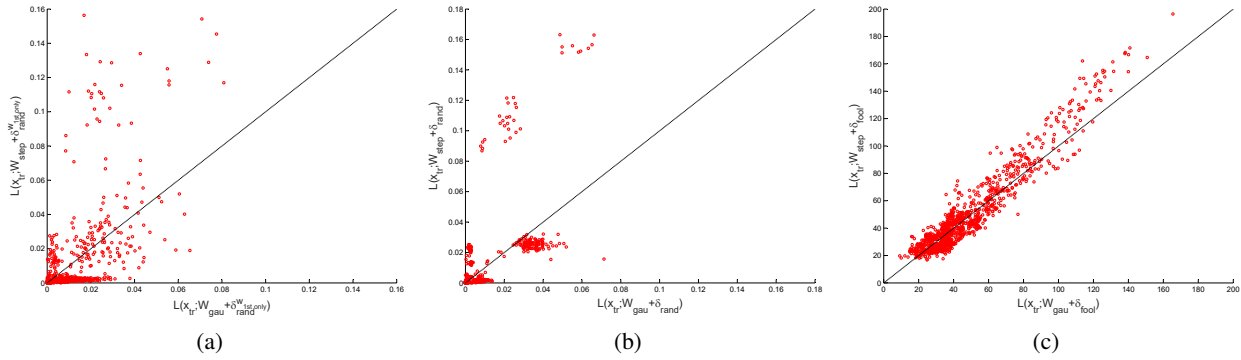 0.16
0.14
0.12
0.1
0.08
0.06
0.04
0.02
0
0 0.02 0.04 0.06 0.08 0.1 0.12 0.14 0.16
L(x_tr;W_step+δ_rand^w_1st,only)
L(x_tr;W_gau+δ_rand^w_1st,only)
(a)
0.18
0.16
0.14
0.12
0.1
0.08
0.06
0.04
0.02
0
0 0.02 0.04 0.06 0.08 0.1 0.12 0.14 0.16 0.18
L(x_tr;W_step+δ_rand)
L(x_tr;W_gau+δ_rand)
(b)
200
180
160
140
120
100
80
60
40
20
0
0 20 40 60 80 100 120 140 160 180 200
L(x_tr;W_step+δ_fool)
L(x_tr;W_gau+δ_fool)
(c)